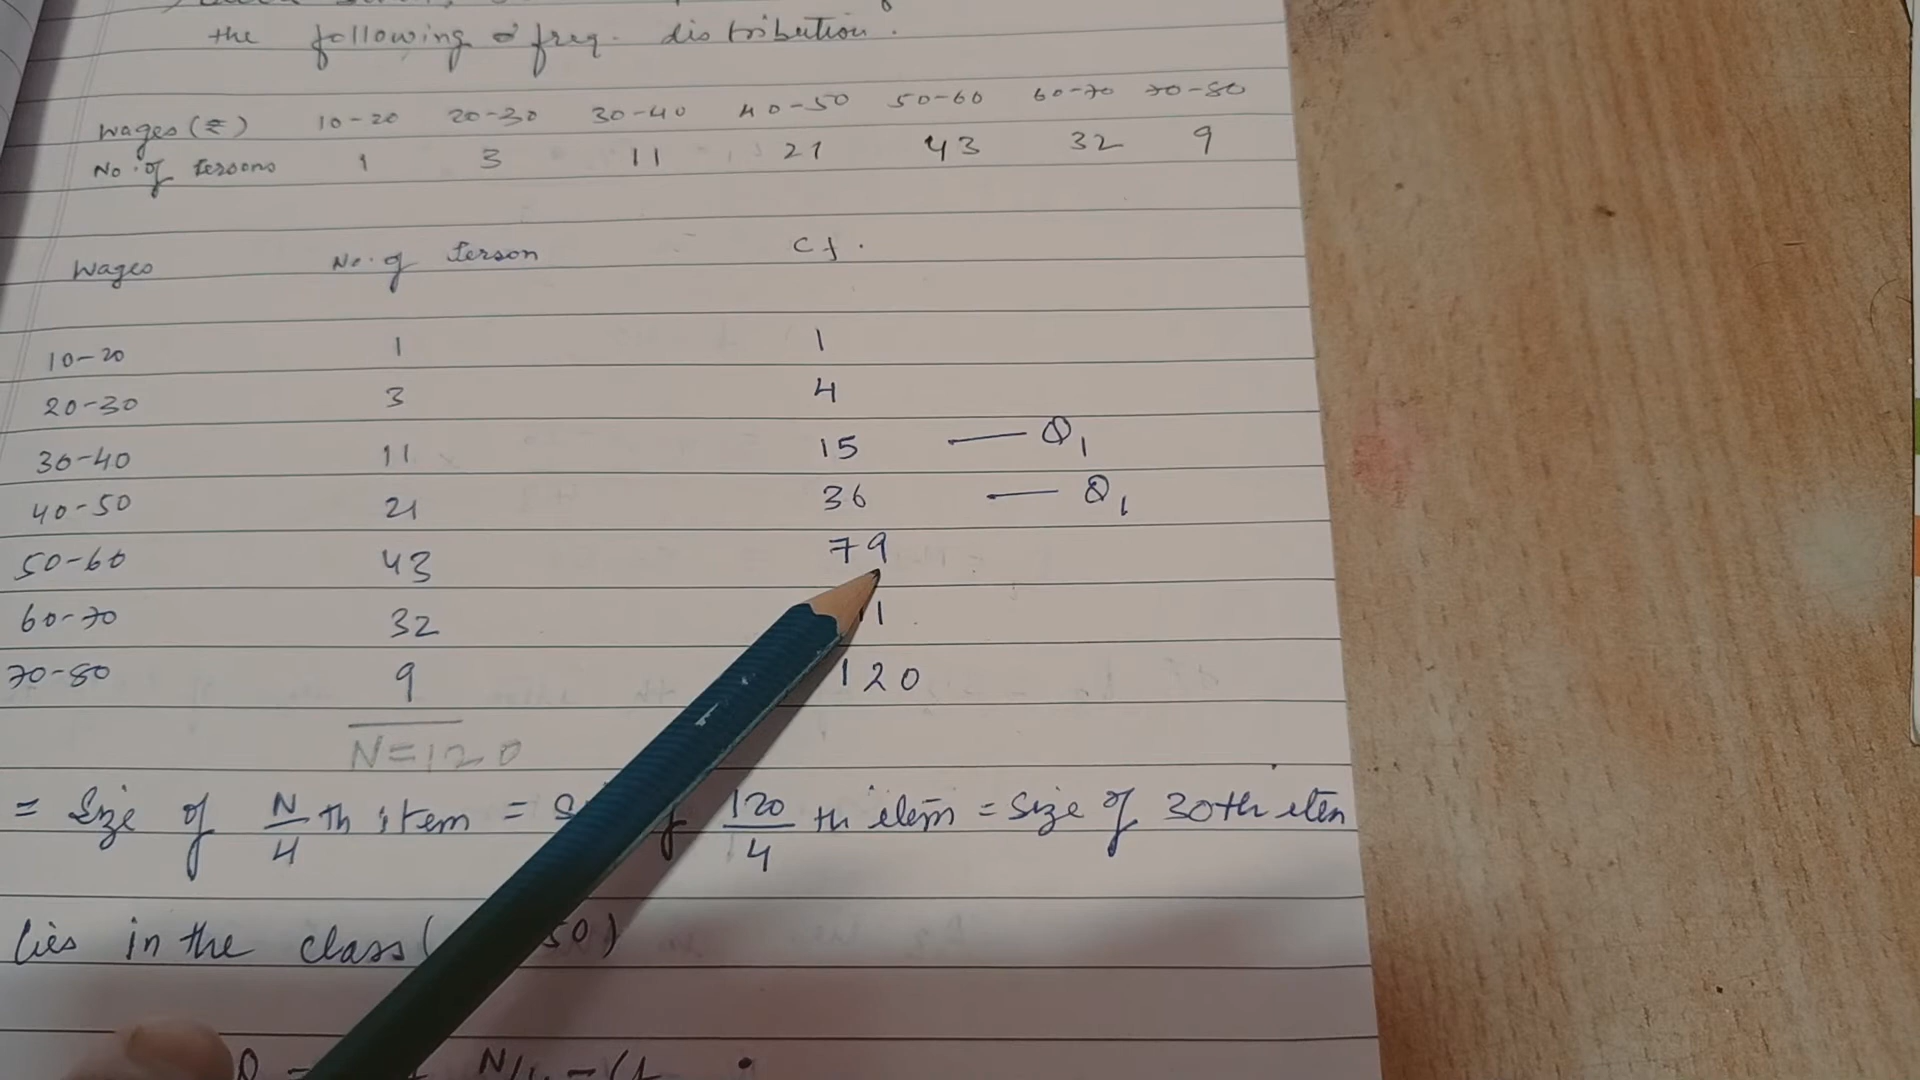 the following freq. distribution.
Wages (₹) 10-20 20-30 30-40 40-50 50-60 60-70 70-80
No. of Persons 1 3 11 21 43 32 9
Wages No. of Person Cf.
10-20 1 1
20-30 3 4
30-40 11 15 — Q1
40-50 21 36 — Q1
50-60 43 79
60-70 32 11
70-80 9 120
N=120
= Size of N/4 th item = of 120/4 th item = Size of 30th item
lies in the class ( 50)
N/4 - Cf